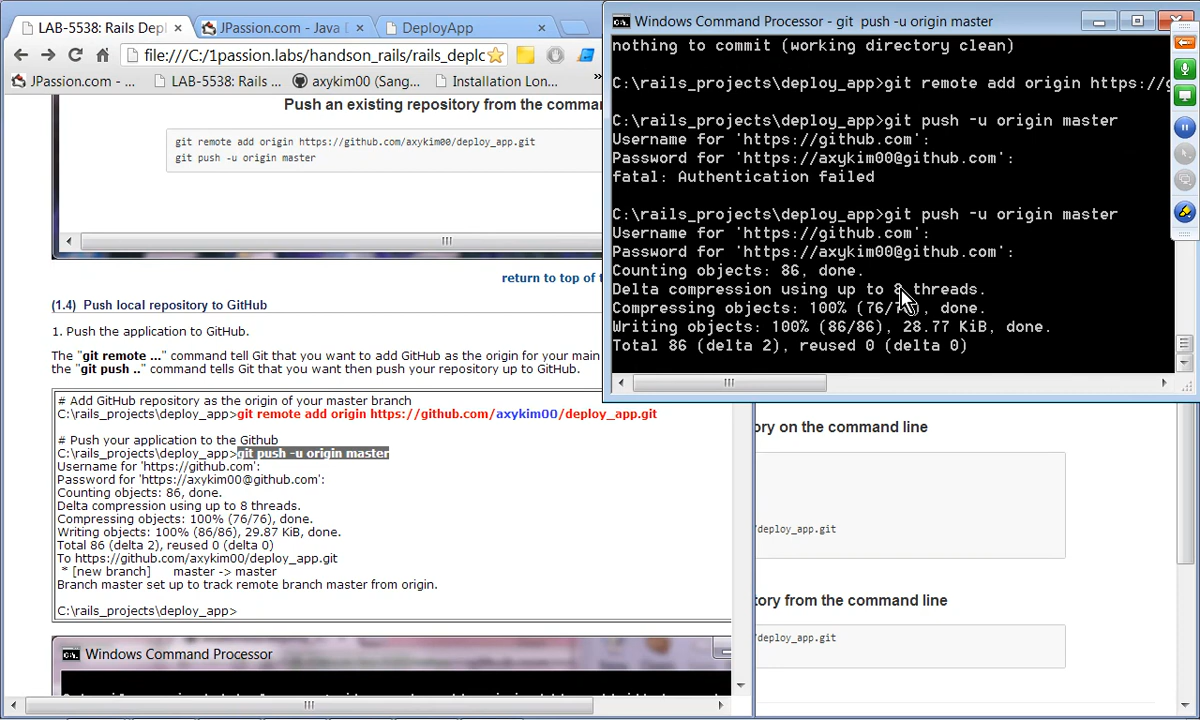 LAB-5538: Rails Depl
JPassion.com - Java
DeployApp
file:///C:/1passion.labs/handson_rails/rails_deplo
JPassion.com - ...
LAB-5538: Rails ...
axykim00 (Sang...
Installation Lon...
»
Push an existing repository from the comma
git remote add origin https://github.com/axykim00/deploy_app.git
git push -u origin master
return to top of t
(1.4) Push local repository to GitHub
1. Push the application to GitHub.
The "git remote ..." command tell Git that you want to add GitHub as the origin for your main
the "git push .." command tells Git that you want then push your repository up to GitHub.
# Add GitHub repository as the origin of your master branch
C:\rails_projects\deploy_app>git remote add origin https://github.com/axykim00/deploy_app.git
# Push your application to the Github
C:\rails_projects\deploy_app>git push -u origin master
Username for 'https://github.com':
Password for 'https://axykim00@github.com':
Counting objects: 86, done.
Delta compression using up to 8 threads.
Compressing objects: 100% (76/76), done.
Writing objects: 100% (86/86), 29.87 KiB, done.
Total 86 (delta 2), reused 0 (delta 0)
To https://github.com/axykim00/deploy_app.git
* [new branch] master -> master
Branch master set up to track remote branch master from origin.
C:\rails_projects\deploy_app>
Windows Command Processor
Windows Command Processor - git push -u origin master
nothing to commit (working directory clean)
C:\rails_projects\deploy_app>git remote add origin https://g
C:\rails_projects\deploy_app>git push -u origin master
Username for 'https://github.com':
Password for 'https://axykim00@github.com':
fatal: Authentication failed
C:\rails_projects\deploy_app>git push -u origin master
Username for 'https://github.com':
Password for 'https://axykim00@github.com':
Counting objects: 86, done.
Delta compression using up to 8 threads.
Compressing objects: 100% (76/76), done.
Writing objects: 100% (86/86), 28.77 KiB, done.
Total 86 (delta 2), reused 0 (delta 0)
ory on the command line
/deploy_app.git
tory from the command line
/deploy_app.git